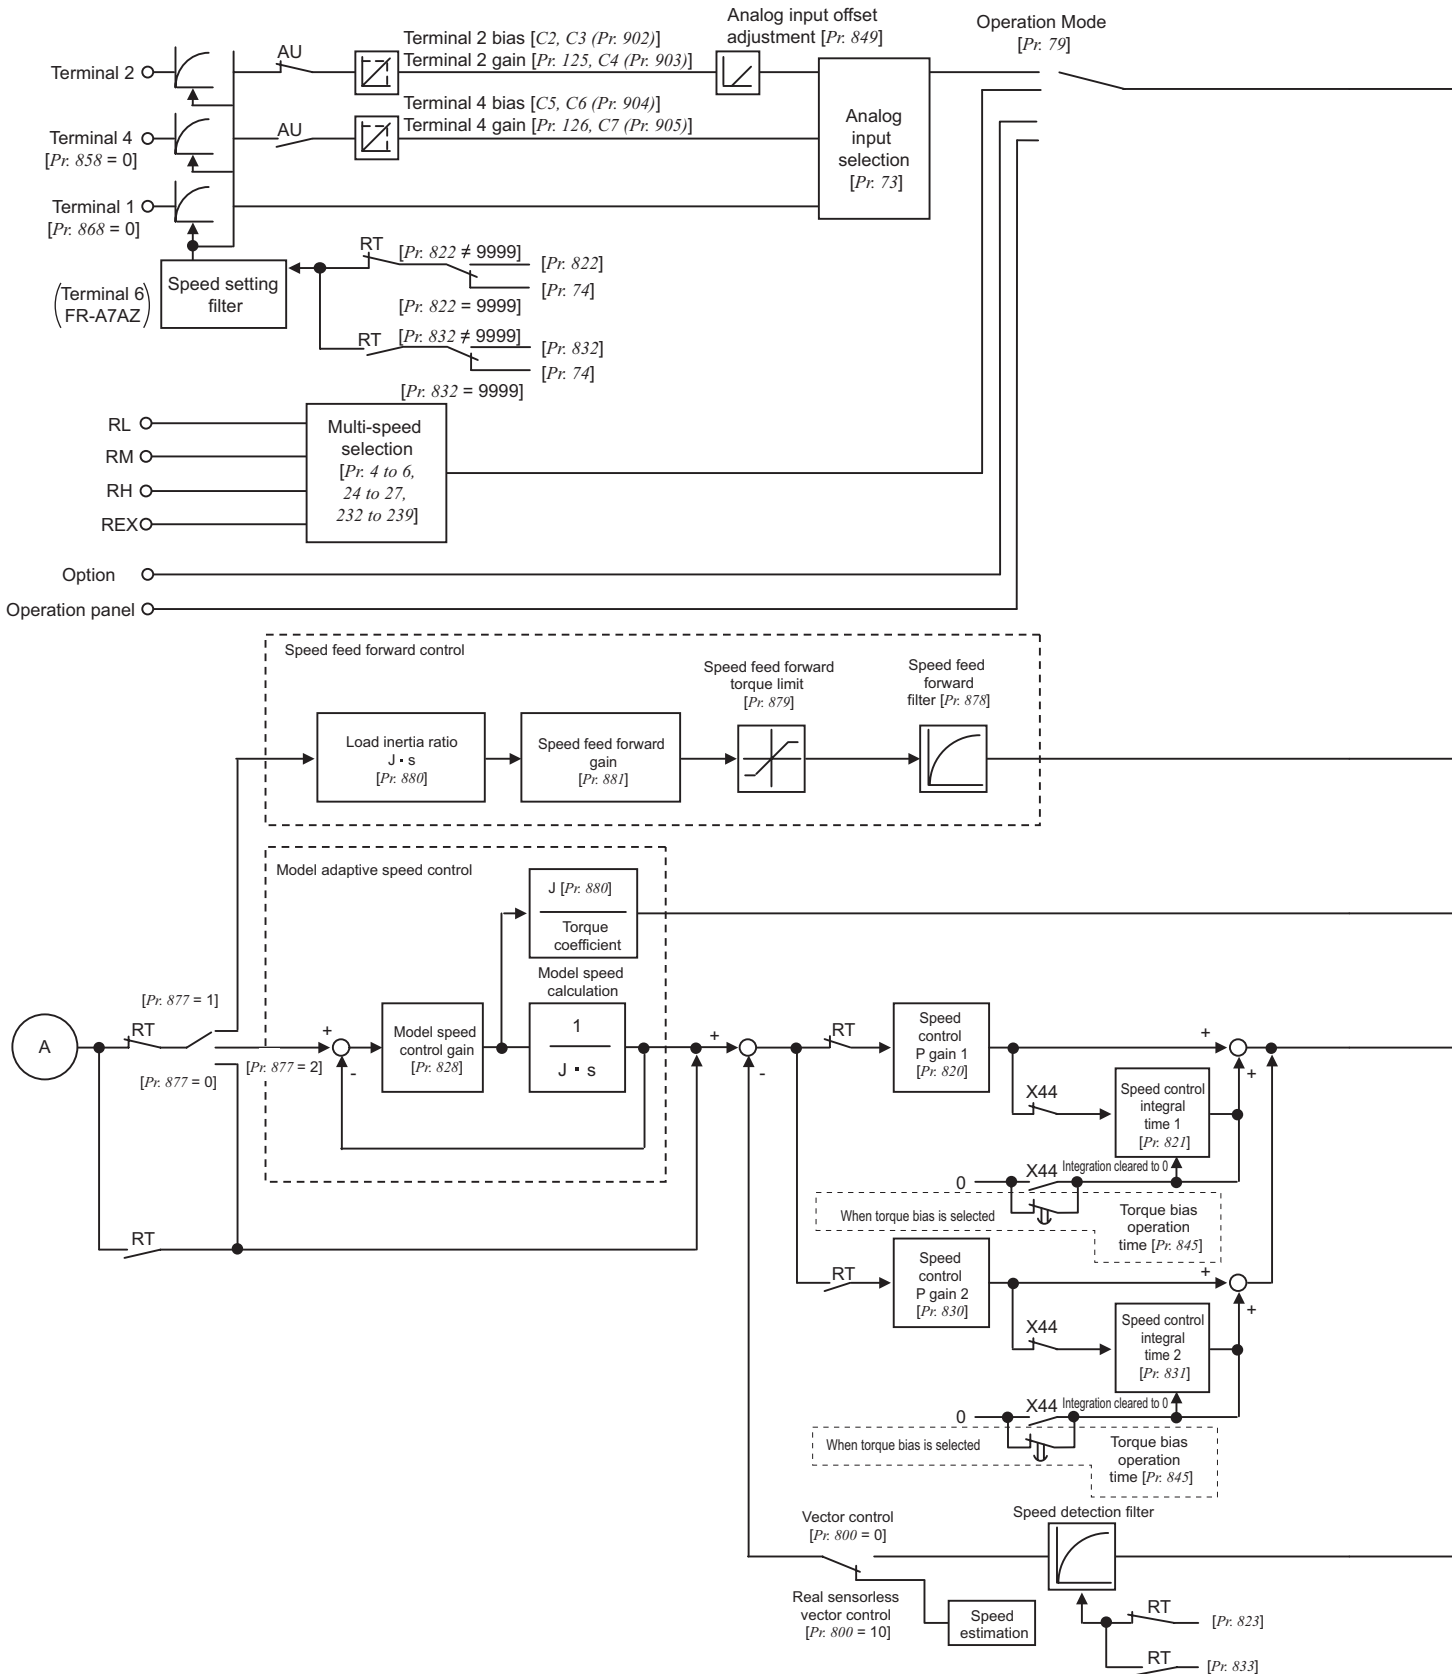 Analog input offset
adjustment [Pr. 849]
Operation Mode
[Pr. 79]
Terminal 2
AU
Terminal 2 bias [C2, C3 (Pr. 902)]
Terminal 2 gain [Pr. 125, C4 (Pr. 903)]
Terminal 4
[Pr. 858 = 0]
AU
Terminal 4 bias [C5, C6 (Pr. 904)]
Terminal 4 gain [Pr. 126, C7 (Pr. 905)]
Analog
input
selection
[Pr. 73]
Terminal 1
[Pr. 868 = 0]
(Terminal 6
FR-A7AZ)
Speed setting
filter
RT
[Pr. 822 ≠ 9999]
[Pr. 822]
[Pr. 74]
[Pr. 822 = 9999]
RT
[Pr. 832 ≠ 9999]
[Pr. 832]
[Pr. 74]
[Pr. 832 = 9999]
RL
RM
RH
REX
Multi-speed
selection
[Pr. 4 to 6,
24 to 27,
232 to 239]
Option
Operation panel
Speed feed forward control
Load inertia ratio
J · s
[Pr. 880]
Speed feed forward
gain
[Pr. 881]
Speed feed forward
torque limit
[Pr. 879]
Speed feed
forward
filter [Pr. 878]
Model adaptive speed control
J [Pr. 880]
Torque
coefficient
Model speed
calculation
1
J · s
A
[Pr. 877 = 1]
RT
[Pr. 877 = 0]
[Pr. 877 = 2]
+
-
Model speed
control gain
[Pr. 828]
RT
+
-
RT
Speed
control
P gain 1
[Pr. 820]
+
+
X44
Speed control
integral
time 1
[Pr. 821]
0
X44
Integration cleared to 0
When torque bias is selected
Torque bias
operation
time [Pr. 845]
RT
Speed
control
P gain 2
[Pr. 830]
+
+
X44
Speed control
integral
time 2
[Pr. 831]
0
X44
Integration cleared to 0
When torque bias is selected
Torque bias
operation
time [Pr. 845]
Vector control
[Pr. 800 = 0]
Real sensorless
vector control
[Pr. 800 = 10]
Speed
estimation
Speed detection filter
RT
[Pr. 823]
RT
[Pr. 833]